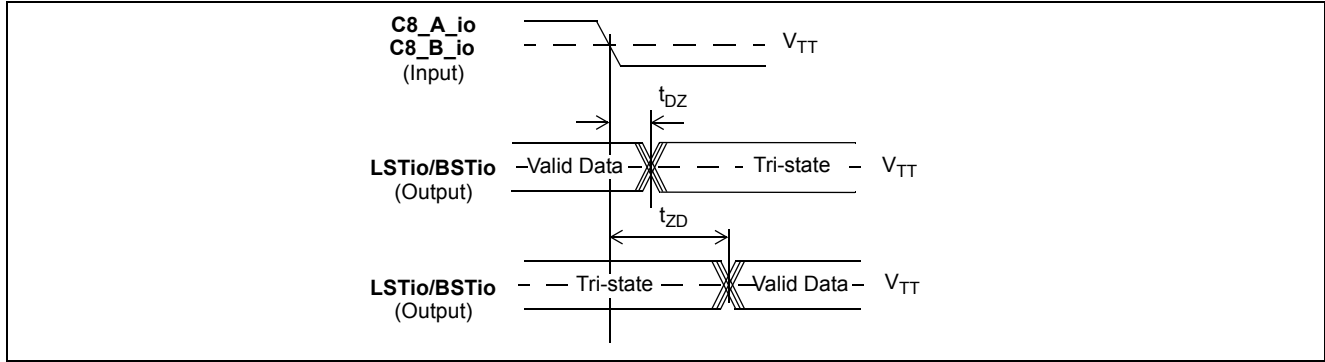 C8_A_io
C8_B_io
(Input)
V_TT
t_DZ
LSTio/BSTio
(Output)
Valid Data
Tri-state
V_TT
t_ZD
LSTio/BSTio
(Output)
Tri-state
Valid Data
V_TT